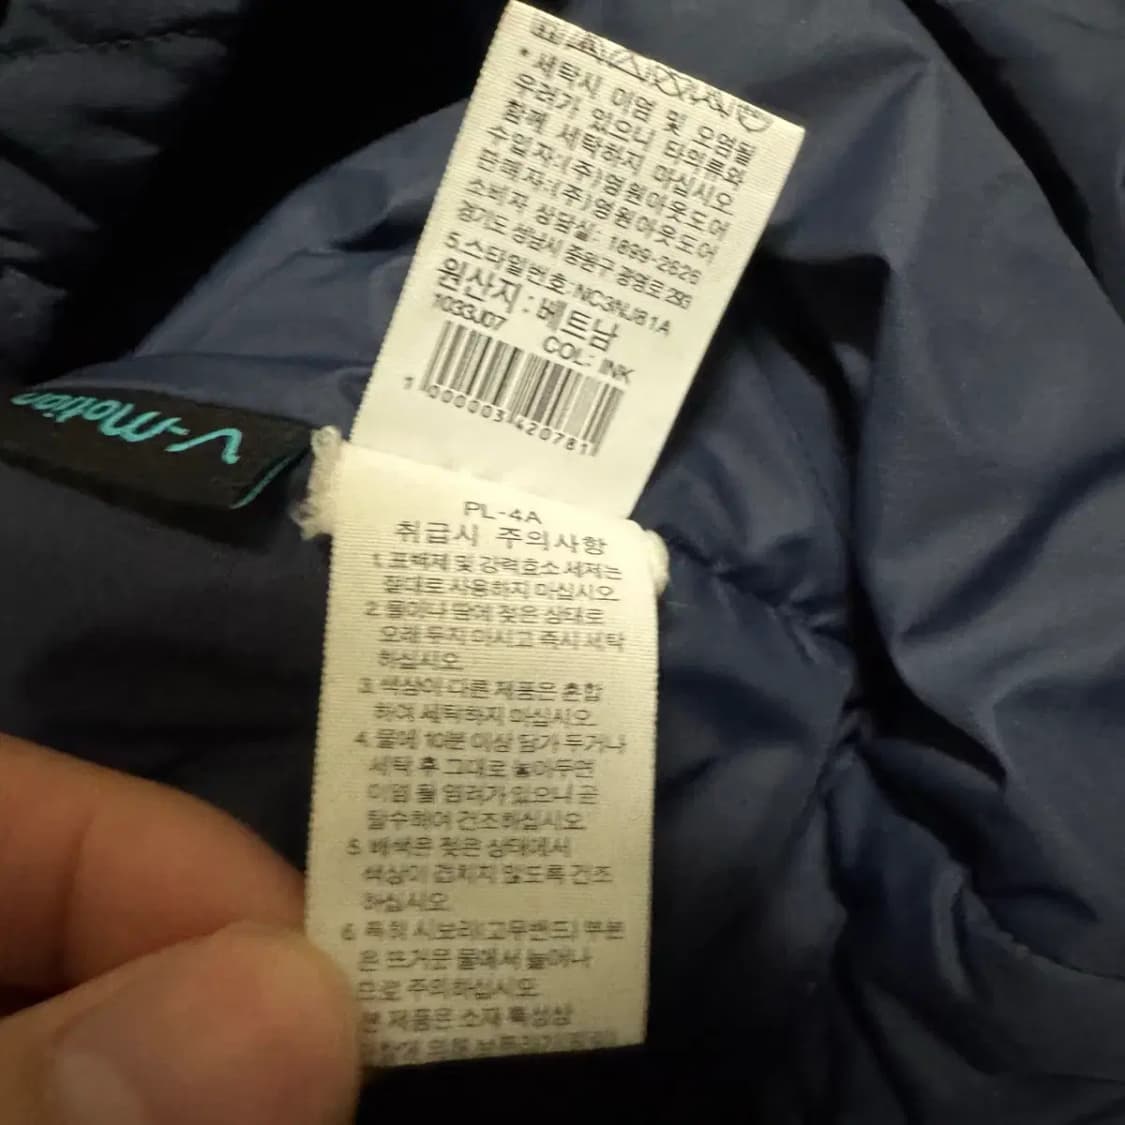 * 세탁시 이염 및 오염될
우려가 있으니 타의류와
함께 세탁하지 마십시오
수입자:(주)영원아웃도어
판매자:(주)영원아웃도어
소비자 상담실: 1899-2626
경기도 성남시 중원구 광명로 293
5.스타일번호:NC3NJ81A
원산지 : 베트남
1033J07 COL: INK
1 000003 420781
V-Motion
PL-4A
취급시 주의사항
1. 표백제 및 강력효소 세제는
절대로 사용하지 마십시오.
2. 물이나 땀에 젖은 상태로
오래 두지 마시고 즉시 세탁
하십시오.
3. 색상이 다른 제품은 혼합
하여 세탁하지 마십시오.
4. 물에 10분 이상 담가 두거나
세탁 후 그대로 놓아두면
이염 될 염려가 있으니 곧
탈수하여 건조하십시오.
5. 배색은 젖은 상태에서
색상이 겹치지 않도록 건조
하십시오.
6. 특히 시보리(고무밴드) 부분
은 뜨거운 물에서 늘어나
므로 주의하십시오.
본 제품은 소재 특성상